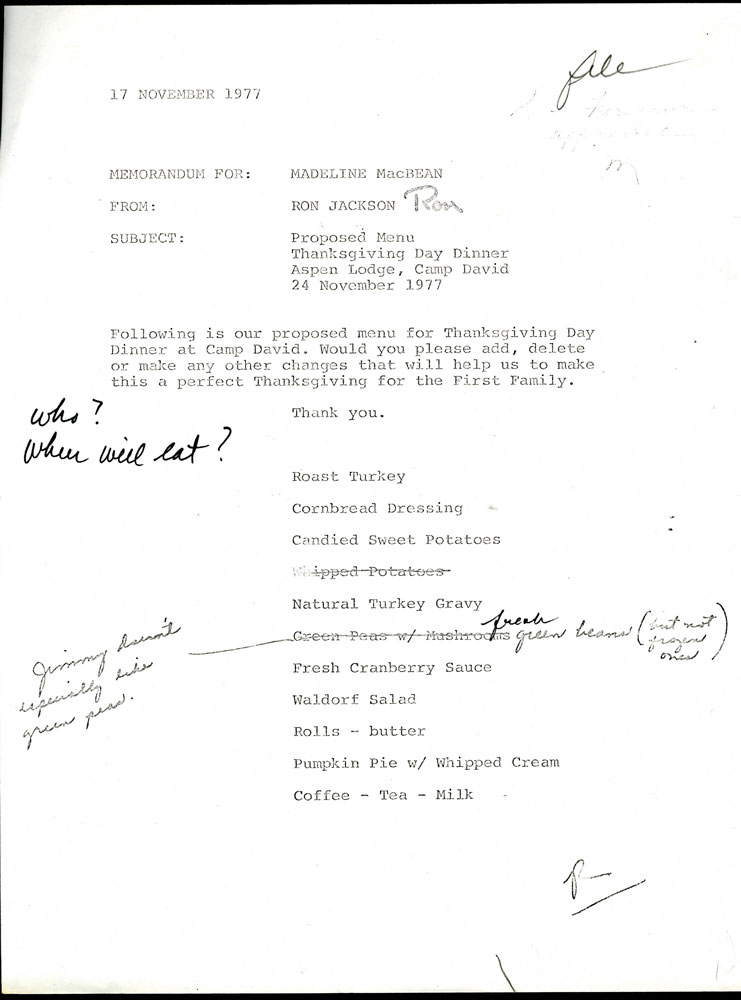 file
17 NOVEMBER 1977
MEMORANDUM FOR: MADELINE MacBEAN
FROM: RON JACKSON Ron
SUBJECT: Proposed Menu
Thanksgiving Day Dinner
Aspen Lodge, Camp David
24 November 1977
Following is our proposed menu for Thanksgiving Day
Dinner at Camp David. Would you please add, delete
or make any other changes that will help us to make
this a perfect Thanksgiving for the First Family.
Thank you.
who?
When will eat?
Roast Turkey
Cornbread Dressing
Candied Sweet Potatoes
Whipped Potatoes
Natural Turkey Gravy
Green Peas w/ Mushrooms fresh green beans (but not
frozen
ones)
Jimmy doesn't
especially like
green peas.
Fresh Cranberry Sauce
Waldorf Salad
Rolls - butter
Pumpkin Pie w/ Whipped Cream
Coffee - Tea - Milk